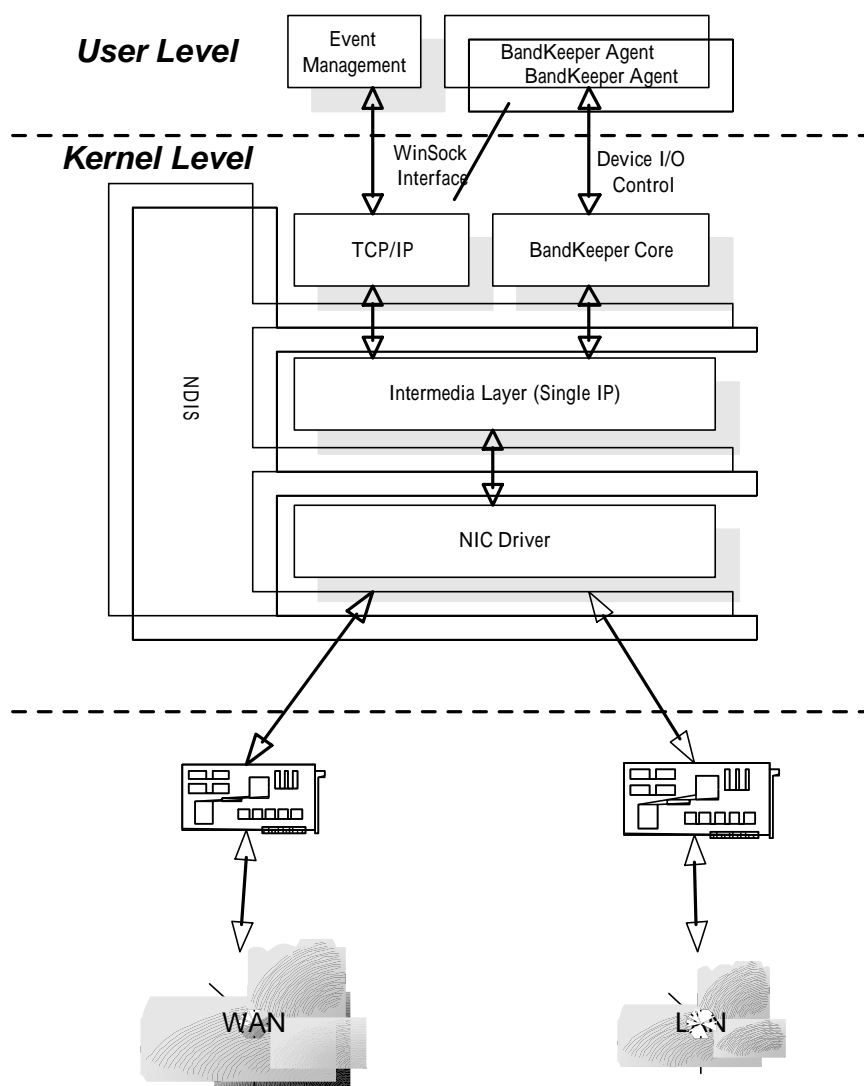 User Level
Event
Management
BandKeeper Agent
BandKeeper Agent
Kernel Level
WinSock
Interface
Device I/O
Control
TCP/IP
BandKeeper Core
NDIS
Intermedia Layer (Single IP)
NIC Driver
WAN
LAN